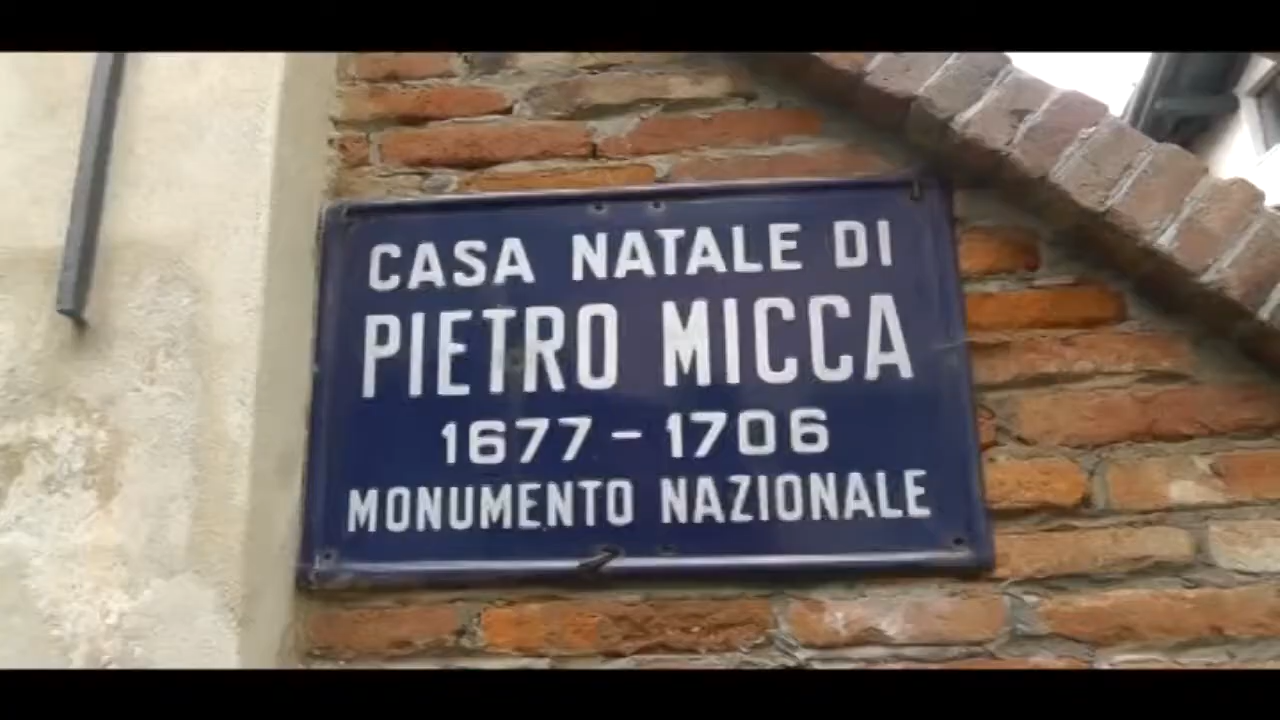 CASA NATALE DI
PIETRO MICCA
1677 - 1706
MONUMENTO NAZIONALE